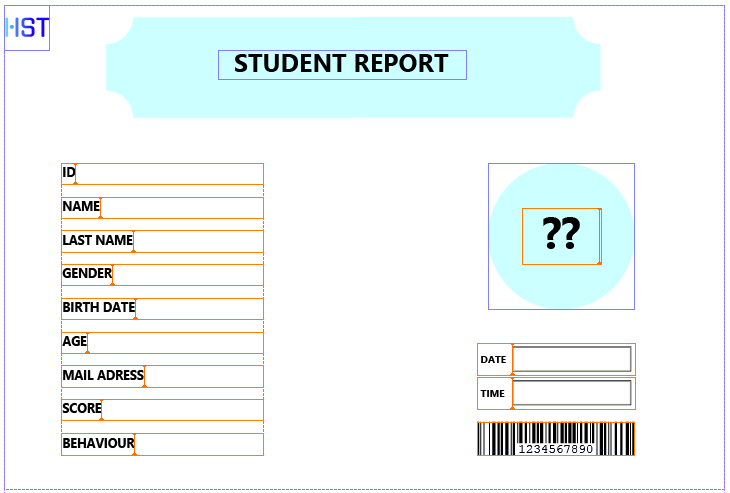 HST
STUDENT REPORT
ID
NAME
LAST NAME
GENDER
BIRTH DATE
AGE
MAIL ADRESS
SCORE
BEHAVIOUR
??
DATE
TIME
1234567890